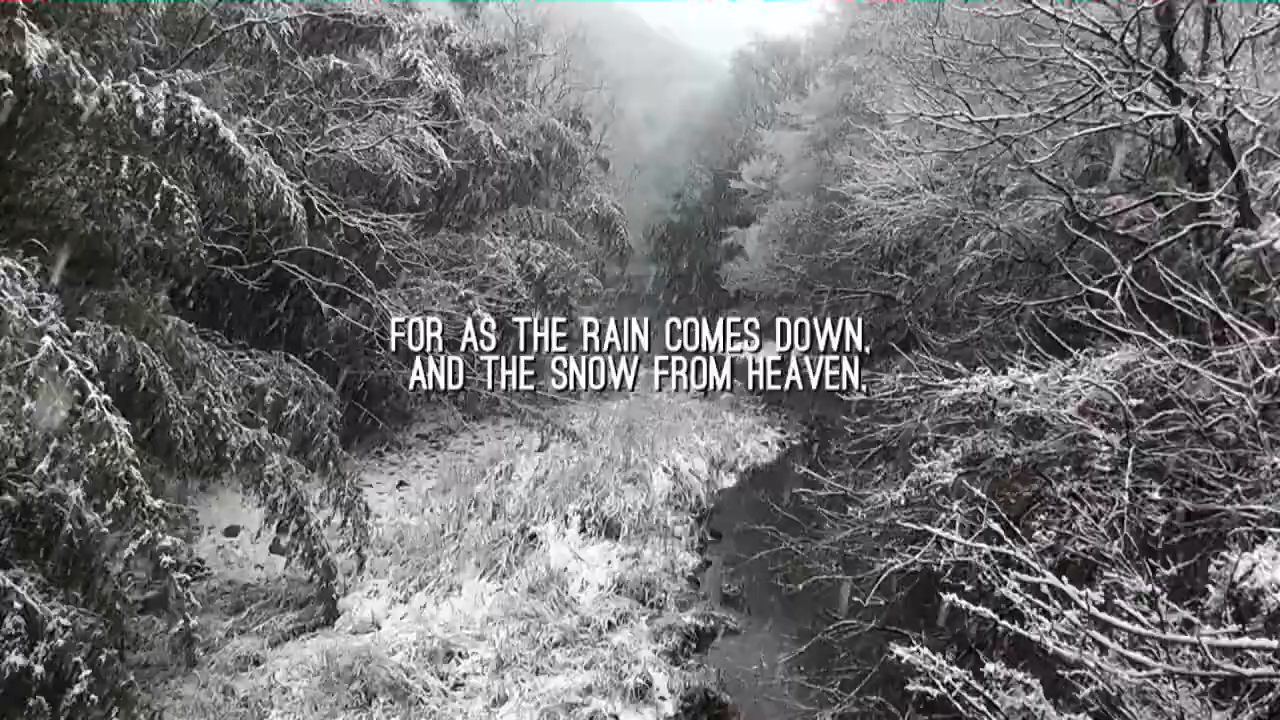 FOR AS THE RAIN COMES DOWN,
AND THE SNOW FROM HEAVEN,